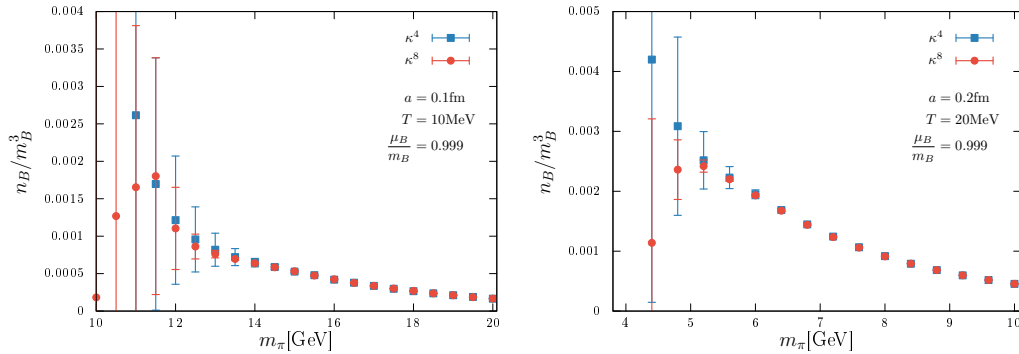 0.004
0.0035
0.003
0.0025
0.002
0.0015
0.001
0.0005
0
n_B/m_B^3
κ^4
κ^8
a = 0.1fm
T = 10MeV
μ_B/m_B = 0.999
10 12 14 16 18 20
m_π[GeV]
0.005
0.004
0.003
0.002
0.001
0
n_B/m_B^3
κ^4
κ^8
a = 0.2fm
T = 20MeV
μ_B/m_B = 0.999
4 5 6 7 8 9 10
m_π[GeV]